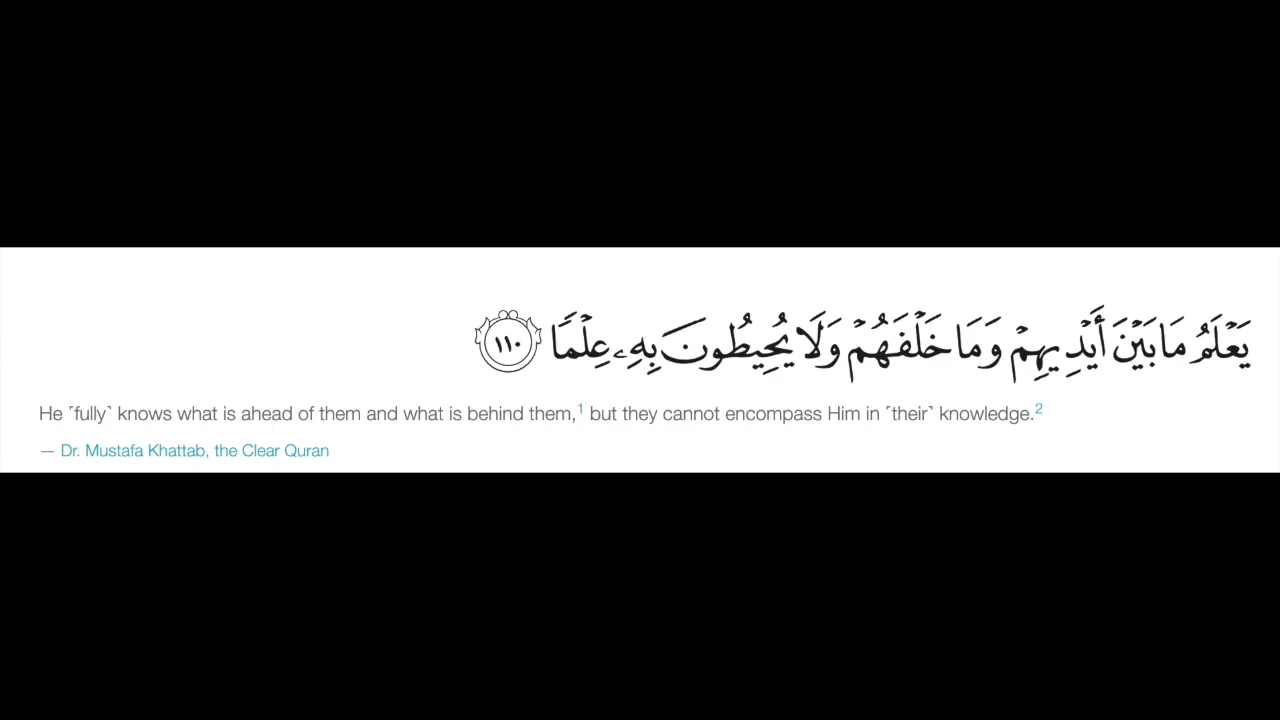 يَعْلَمُ مَا بَيْنَ أَيْدِيهِمْ وَمَا خَلْفَهُمْ وَلَا يُحِيطُونَ بِهِۦ عِلْمًا ١١٠
He ˹fully˺ knows what is ahead of them and what is behind them,1 but they cannot encompass Him in ˹their˺ knowledge.2
— Dr. Mustafa Khattab, the Clear Quran